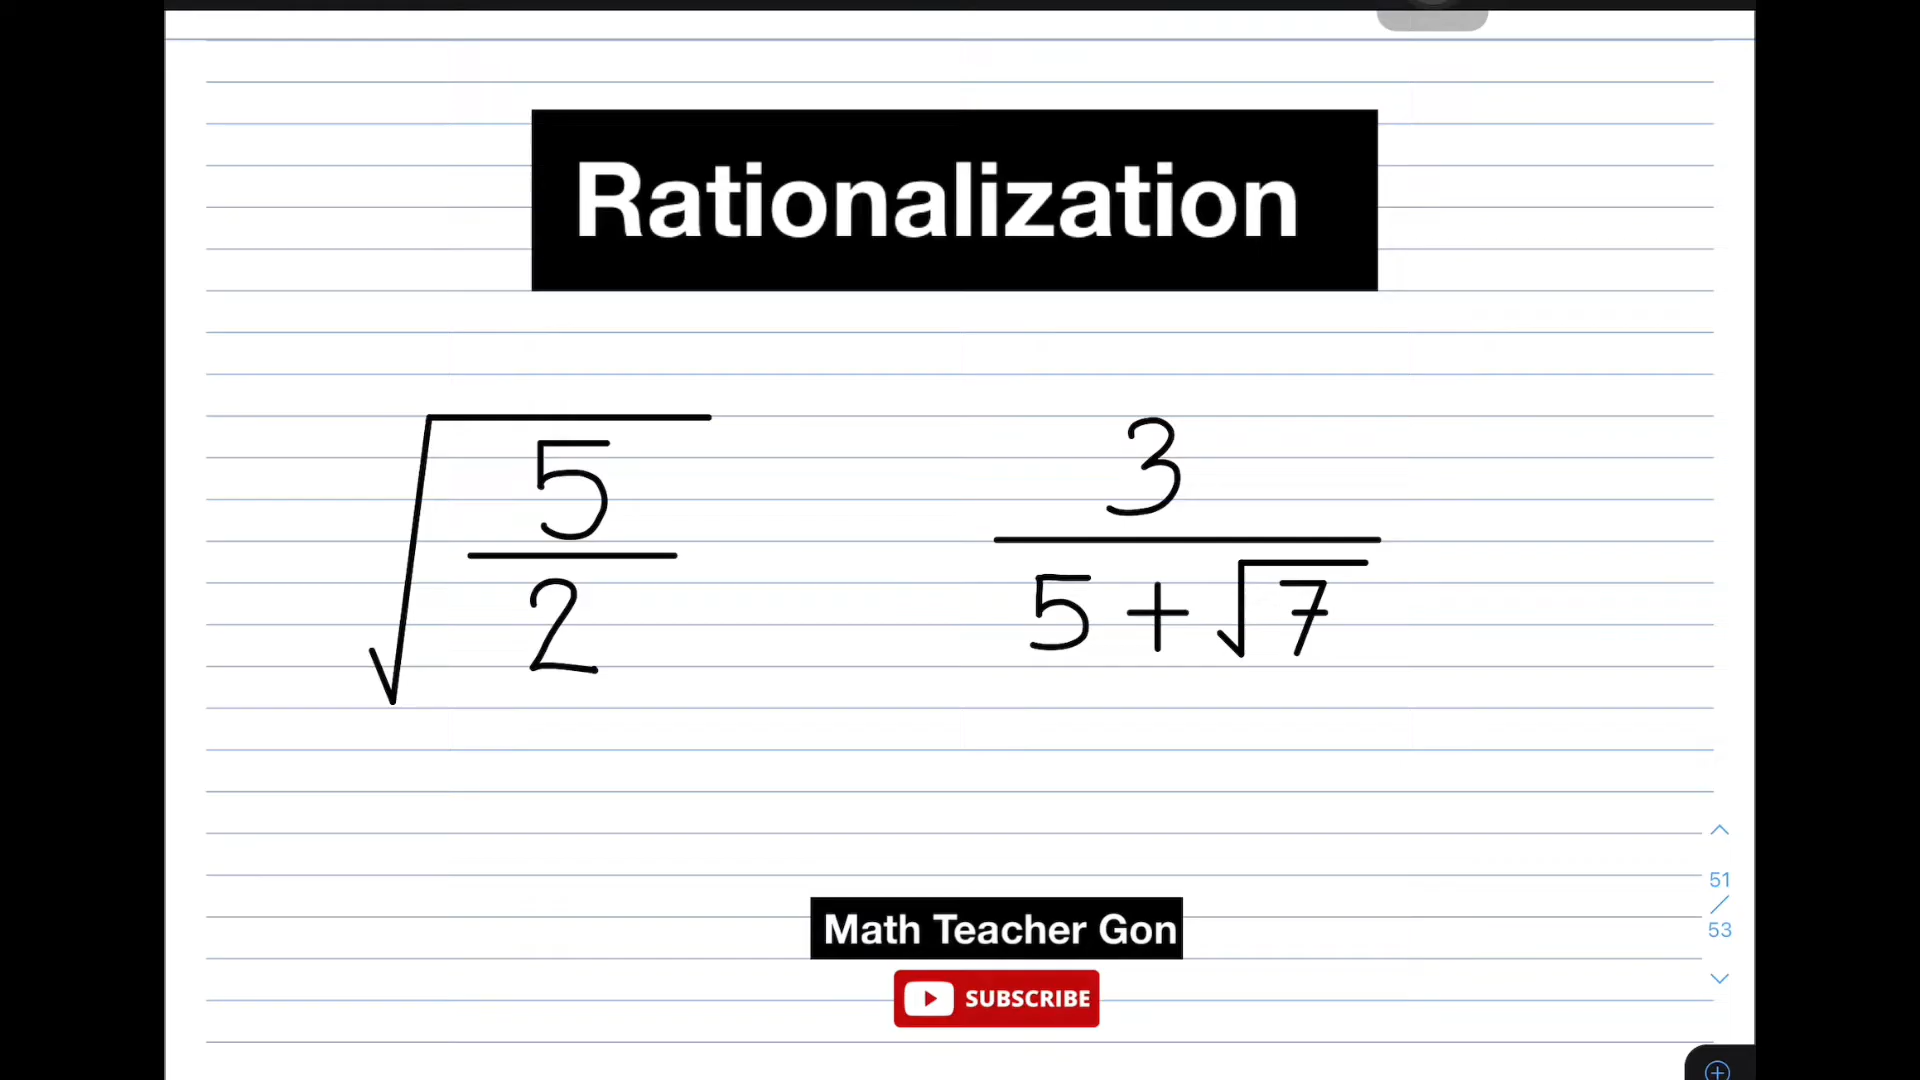 Rationalization
√(5/2)
3/(5+√7)
51
/
53
Math Teacher Gon
SUBSCRIBE